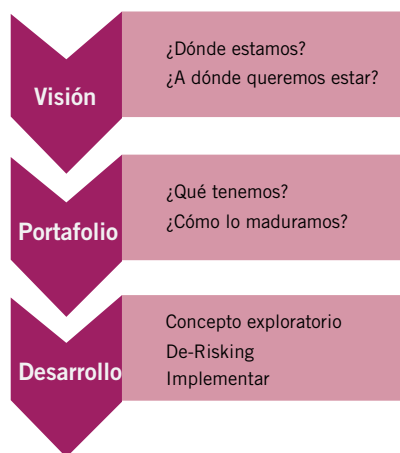 ¿Dónde estamos?
¿A dónde queremos estar?
Visión
¿Qué tenemos?
¿Cómo lo maduramos?
Portafolio
Concepto exploratorio
De-Risking
Implementar
Desarrollo